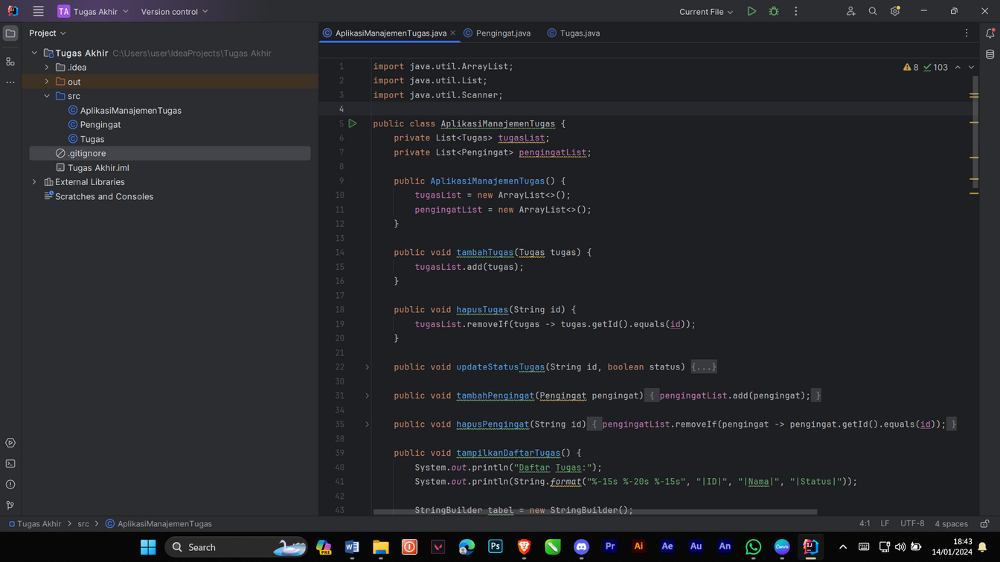 TA Tugas Akhir Version control Current File
Project
AplikasiManajemenTugas.java Pengingat.java Tugas.java
Tugas Akhir C:\Users\user\IdeaProjects\Tugas Akhir
.idea
out
src
AplikasiManajemenTugas
Pengingat
Tugas
.gitignore
Tugas Akhir.iml
External Libraries
Scratches and Consoles
8 103
1 import java.util.ArrayList;
2 import java.util.List;
3 import java.util.Scanner;
4
5 public class AplikasiManajemenTugas {
6 private List<Tugas> tugasList;
7 private List<Pengingat> pengingatList;
8
9 public AplikasiManajemenTugas() {
10 tugasList = new ArrayList<>();
11 pengingatList = new ArrayList<>();
12 }
13
14 public void tambahTugas(Tugas tugas) {
15 tugasList.add(tugas);
16 }
17
18 public void hapusTugas(String id) {
19 tugasList.removeIf(tugas -> tugas.getId().equals(id));
20 }
21
22 public void updateStatusTugas(String id, boolean status) {...}
30
31 public void tambahPengingat(Pengingat pengingat) { pengingatList.add(pengingat); }
34
35 public void hapusPengingat(String id) { pengingatList.removeIf(pengingat -> pengingat.getId().equals(id)); }
38
39 public void tampilkanDaftarTugas() {
40 System.out.println("Daftar Tugas:");
41 System.out.println(String.format("%-15s %-20s %-15s", "|ID|", "|Nama|", "|Status|"));
42
43 StringBuilder tabel = new StringBuilder();
Tugas Akhir > src > AplikasiManajemenTugas 4:1 LF UTF-8 4 spaces
Search PRE Ps Pr Ai Ae Au An Canva IJ
18:43
14/01/2024